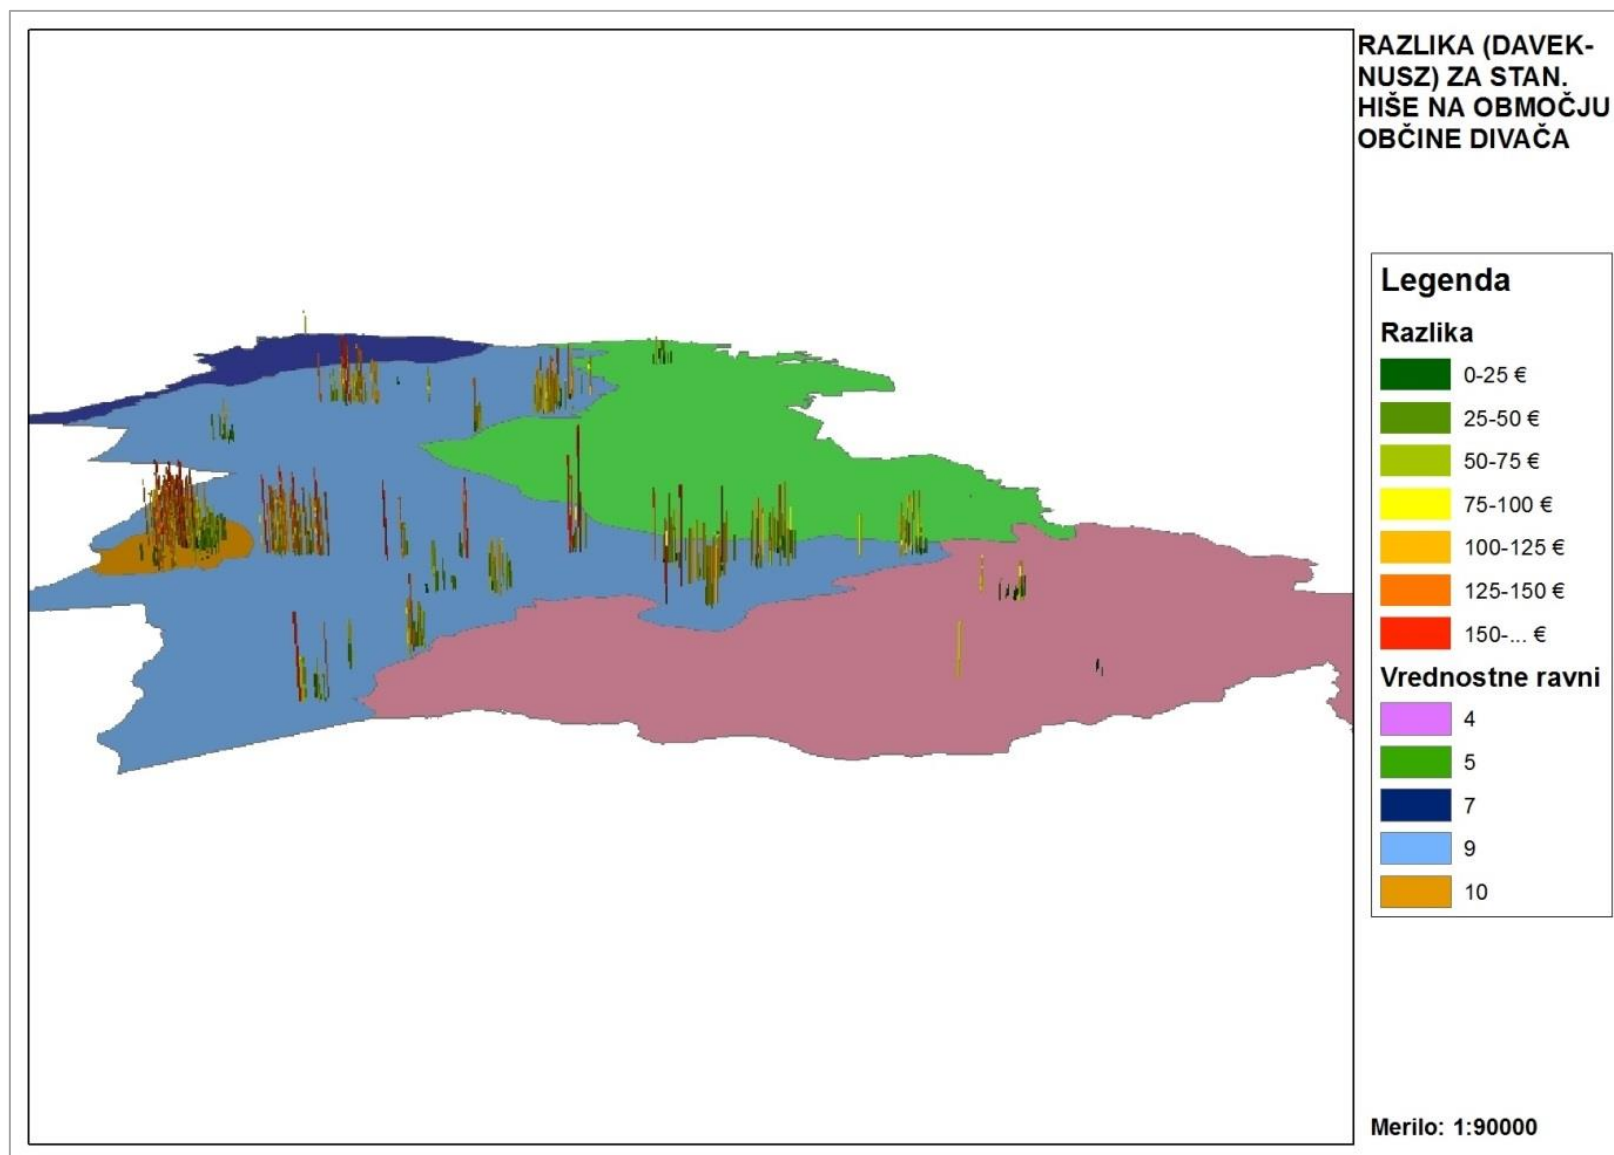 RAZLIKA (DAVEK-
NUSZ) ZA STAN.
HIŠE NA OBMOČJU
OBČINE DIVAČA
Legenda
Razlika
0-25 €
25-50 €
50-75 €
75-100 €
100-125 €
125-150 €
150-... €
Vrednostne ravni
4
5
7
9
10
Merilo: 1:90000